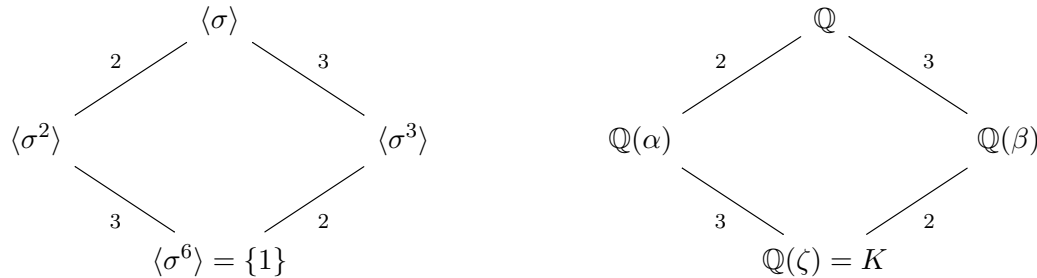 ⟨σ⟩ ℚ
2 3 2 3
⟨σ²⟩ ⟨σ³⟩ ℚ(α) ℚ(β)
3 2 3 2
⟨σ⁶⟩ = {1} ℚ(ζ) = K